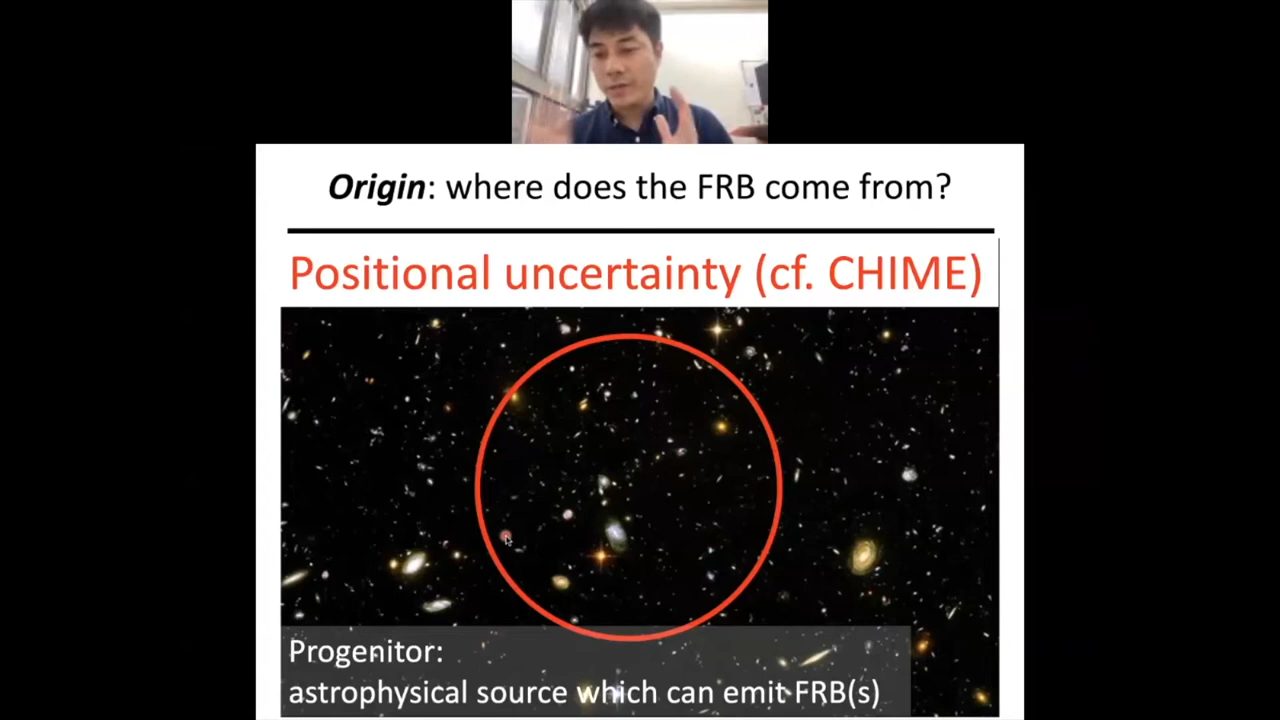 Origin: where does the FRB come from?
Positional uncertainty (cf. CHIME)
Progenitor:
astrophysical source which can emit FRB(s)